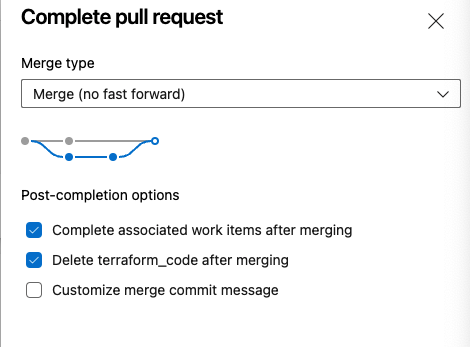 Complete pull request
Merge type
Merge (no fast forward)
Post-completion options
Complete associated work items after merging
Delete terraform_code after merging
Customize merge commit message